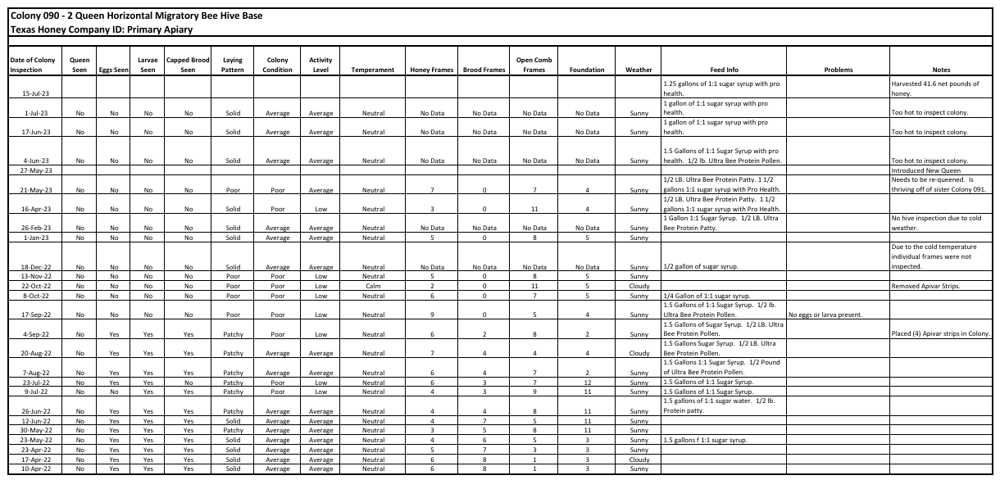 Colony 090 - 2 Queen Horizontal Migratory Bee Hive Base
Texas Honey Company ID: Primary Apiary
Date of Colony Inspection Queen Seen Eggs Seen Larvae Seen Capped Brood Seen Laying Pattern Colony Condition Activity Level Temperament Honey Frames Brood Frames Open Comb Frames Foundation Weather Feed Info Problems Notes
15-Jul-23 1.25 gallons of 1:1 sugar syrup with pro health. Harvested 41.6 net pounds of honey.
1-Jul-23 No No No No Solid Average Average Neutral No Data No Data No Data No Data Sunny 1 gallon of 1:1 sugar syrup with pro health. Too hot to inspect colony.
17-Jun-23 No No No No Solid Average Average Neutral No Data No Data No Data No Data Sunny 1 gallon of 1:1 sugar syrup with pro health. Too hot to inspect colony.
4-Jun-23 No No No No Solid Average Average Neutral No Data No Data No Data No Data Sunny 1.5 Gallons of 1:1 Sugar Syrup with pro health. 1/2 lb. Ultra Bee Protein Pollen. Too hot to inspect colony.
27-May-23 Introduced New Queen
21-May-23 No No No No Poor Poor Average Neutral 7 0 7 4 Sunny 1/2 LB. Ultra Bee Protein Patty. 1 1/2 gallons 1:1 sugar syrup with Pro Health. Needs to be re-queened. Is thriving off of sister Colony 091.
16-Apr-23 No No No No Solid Poor Low Neutral 3 0 11 4 Sunny 1/2 LB. Ultra Bee Protein Patty. 1 1/2 gallons 1:1 sugar syrup with Pro Health.
26-Feb-23 No No No No Solid Average Average Neutral No Data No Data No Data No Data Sunny 1 Gallon 1:1 Sugar Syrup. 1/2 LB. Ultra Bee Protein Patty. No hive inspection due to cold weather.
1-Jan-23 No No No No Solid Average Average Neutral 5 0 8 5 Sunny
18-Dec-22 No No No No Solid Average Average Neutral No Data No Data No Data No Data Sunny 1/2 gallon of sugar syrup. Due to the cold temperature individual frames were not inspected.
13-Nov-22 No No No No Poor Poor Low Neutral 5 0 8 5 Sunny
22-Oct-22 No No No No Poor Poor Low Calm 2 0 11 5 Cloudy Removed Apivar Strips.
8-Oct-22 No No No No Poor Poor Low Neutral 6 0 7 5 Sunny 1/4 Gallon of 1:1 sugar syrup.
17-Sep-22 No No No No Poor Poor Low Neutral 9 0 5 4 Sunny 1.5 Gallons of 1:1 Sugar Syrup. 1/2 lb. Ultra Bee Protein Pollen. No eggs or larva present.
4-Sep-22 No Yes Yes Yes Patchy Poor Low Neutral 6 2 8 2 Sunny 1.5 Gallons of Sugar Syrup. 1/2 LB. Ultra Bee Protein Pollen. Placed (4) Apivar strips in Colony.
20-Aug-22 No Yes Yes Yes Patchy Average Average Neutral 7 4 4 4 Cloudy 1.5 Gallons Sugar Syrup. 1/2 LB. Ultra Bee Protein Pollen.
7-Aug-22 No Yes Yes Yes Patchy Average Average Neutral 6 4 7 2 Sunny 1.5 Gallons 1:1 Sugar Syrup. 1/2 Pound of Ultra Bee Protein Pollen.
23-Jul-22 No Yes Yes No Patchy Poor Low Neutral 6 3 7 12 Sunny 1.5 Gallons of 1:1 Sugar Syrup.
9-Jul-22 No No No Yes Patchy Poor Low Neutral 4 3 9 11 Sunny 1.5 Gallons of 1:1 Sugar Syrup.
26-Jun-22 No Yes Yes Yes Patchy Average Average Neutral 4 4 8 11 Sunny 1.5 gallons of 1:1 sugar water. 1/2 lb. Protein patty.
12-Jun-22 No Yes Yes Yes Solid Average Average Neutral 4 7 5 11 Sunny
30-May-22 No Yes Yes Yes Patchy Average Average Neutral 3 5 8 11 Sunny
23-May-22 No Yes Yes Yes Solid Average Average Neutral 4 6 5 3 Sunny 1.5 gallons f 1:1 sugar syrup.
23-Apr-22 No Yes Yes Yes Solid Average Average Neutral 5 7 3 3 Sunny
17-Apr-22 No Yes Yes Yes Solid Average Average Neutral 6 8 1 3 Cloudy
10-Apr-22 No Yes Yes Yes Solid Average Average Neutral 6 8 1 3 Sunny